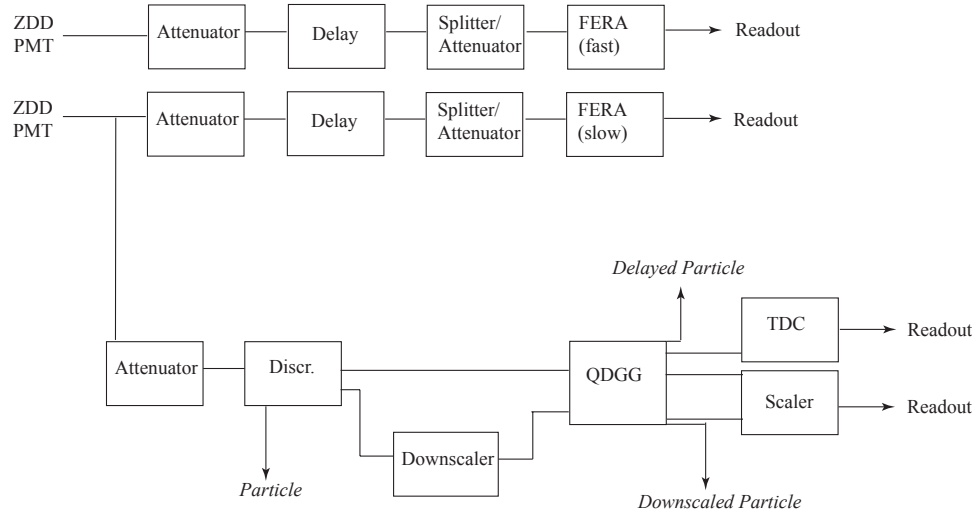 ZDD
PMT
Attenuator
Delay
Splitter/
Attenuator
FERA
(fast)
Readout
ZDD
PMT
Attenuator
Delay
Splitter/
Attenuator
FERA
(slow)
Readout
Delayed Particle
TDC
Readout
Attenuator
Discr.
QDGG
Scaler
Readout
Downscaler
Particle
Downscaled Particle